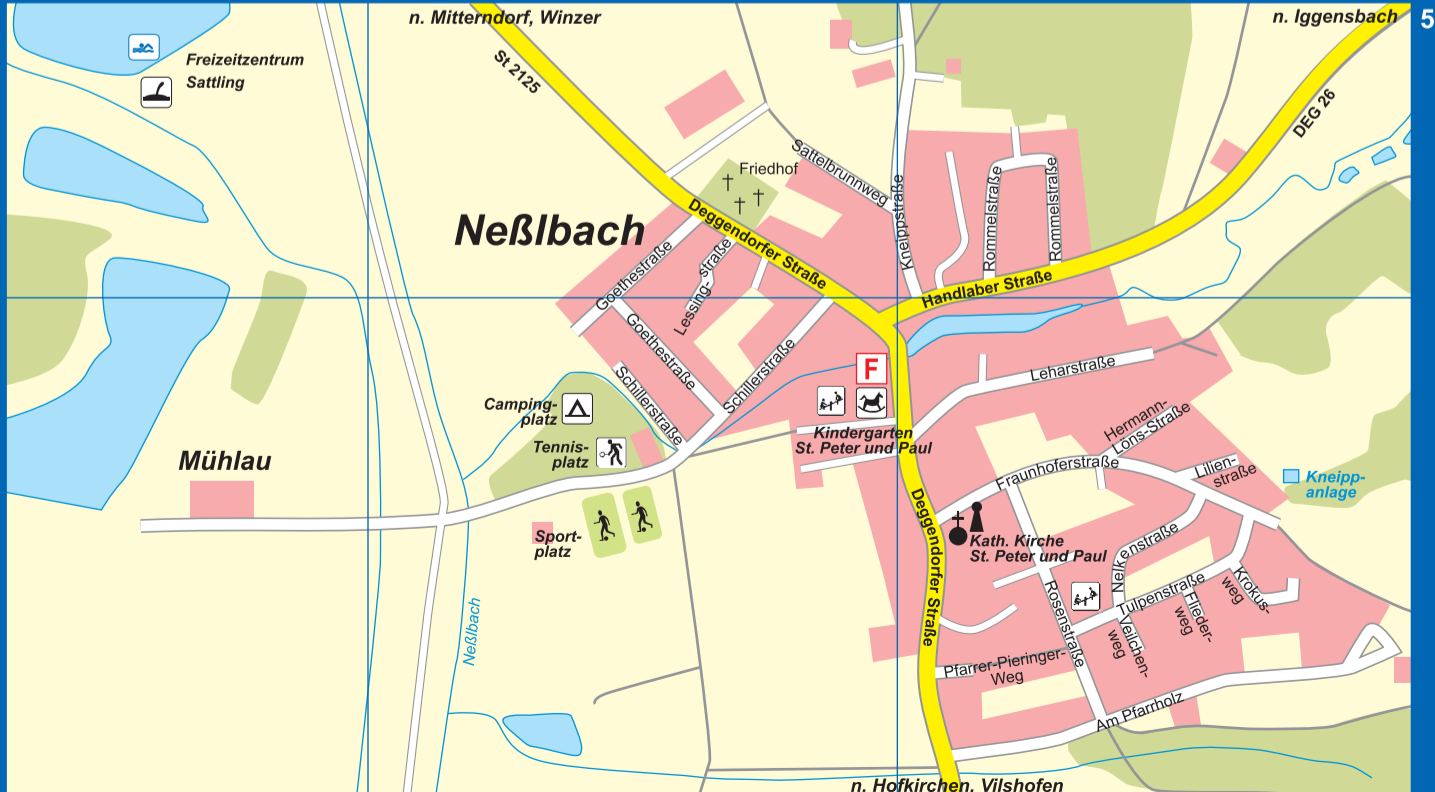 n. Mitterndorf, Winzer
n. Iggensbach
5
Freizeitzentrum
Sattling
St 2125
DEG 26
Friedhof
Sattelbrunnweg
Kneippstraße
Rommelstraße
Rommelstraße
Neßlbach
Deggendorfer Straße
Goethestraße
Lessing-
straße
Handlaber Straße
Goethestraße
Schillerstraße
Schillerstraße
F
Leharstraße
Camping-
platz
Tennis-
platz
Kindergarten
St. Peter und Paul
Hermann-
Löns-Straße
Mühlau
Fraunhoferstraße
Lilien-
straße
Kneipp-
anlage
Deggendorfer Straße
Sport-
platz
Kath. Kirche
St. Peter und Paul
Nelkenstraße
Rosenstraße
Tulpenstraße
Krokus-
weg
Flieder-
weg
Veilchen-
weg
Neßlbach
Pfarrer-Pieringer-
Weg
Am Pfarrholz
n. Hofkirchen, Vilshofen